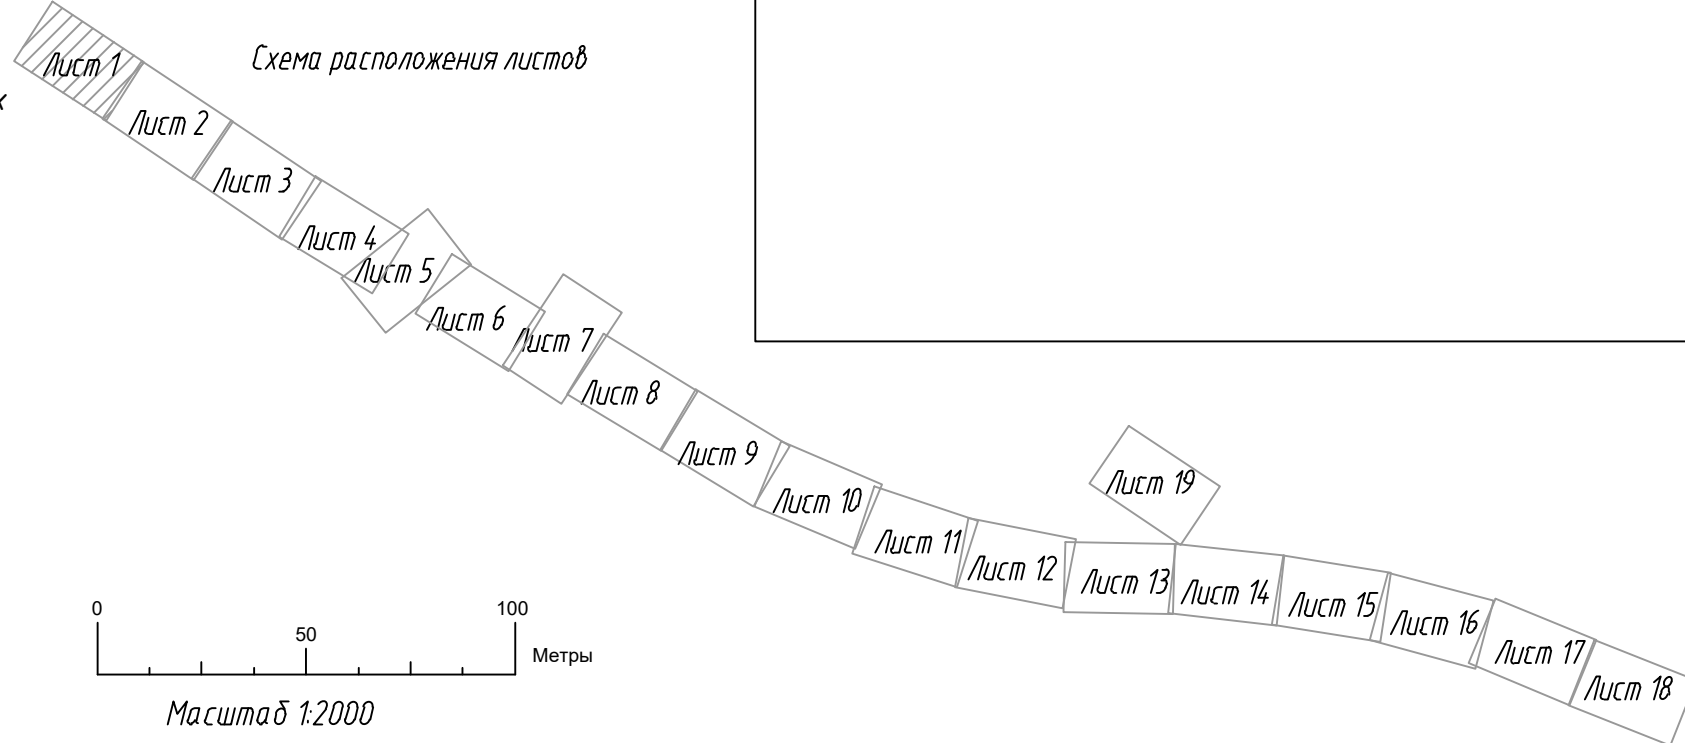 Схема расположения листов
Лист 1
Лист 2
Лист 3
Лист 4
Лист 5
Лист 6
Лист 7
Лист 8
Лист 9
Лист 10
Лист 11
Лист 12
Лист 13
Лист 14
Лист 15
Лист 16
Лист 17
Лист 18
Лист 19
0
50
100
Метры
Масштаб 1:2000